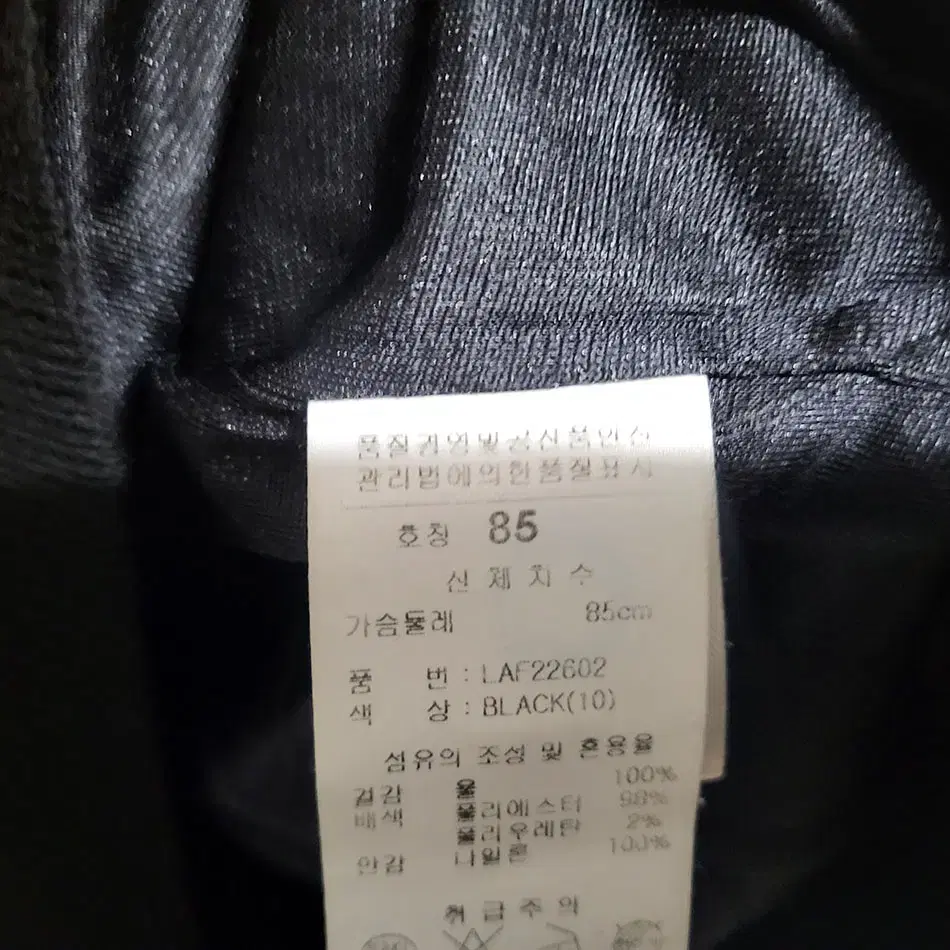 품질경영및공산품안전
관리법에의한품질표시
호칭 85
신체치수
가슴둘레 85cm
품 번 : LAF22602
색 상 : BLACK(10)
섬유의 조성 및 혼용율
겉감 울 100%
배색 폴리에스터 98%
폴리우레탄 2%
안감 나일론 100%
취급주의